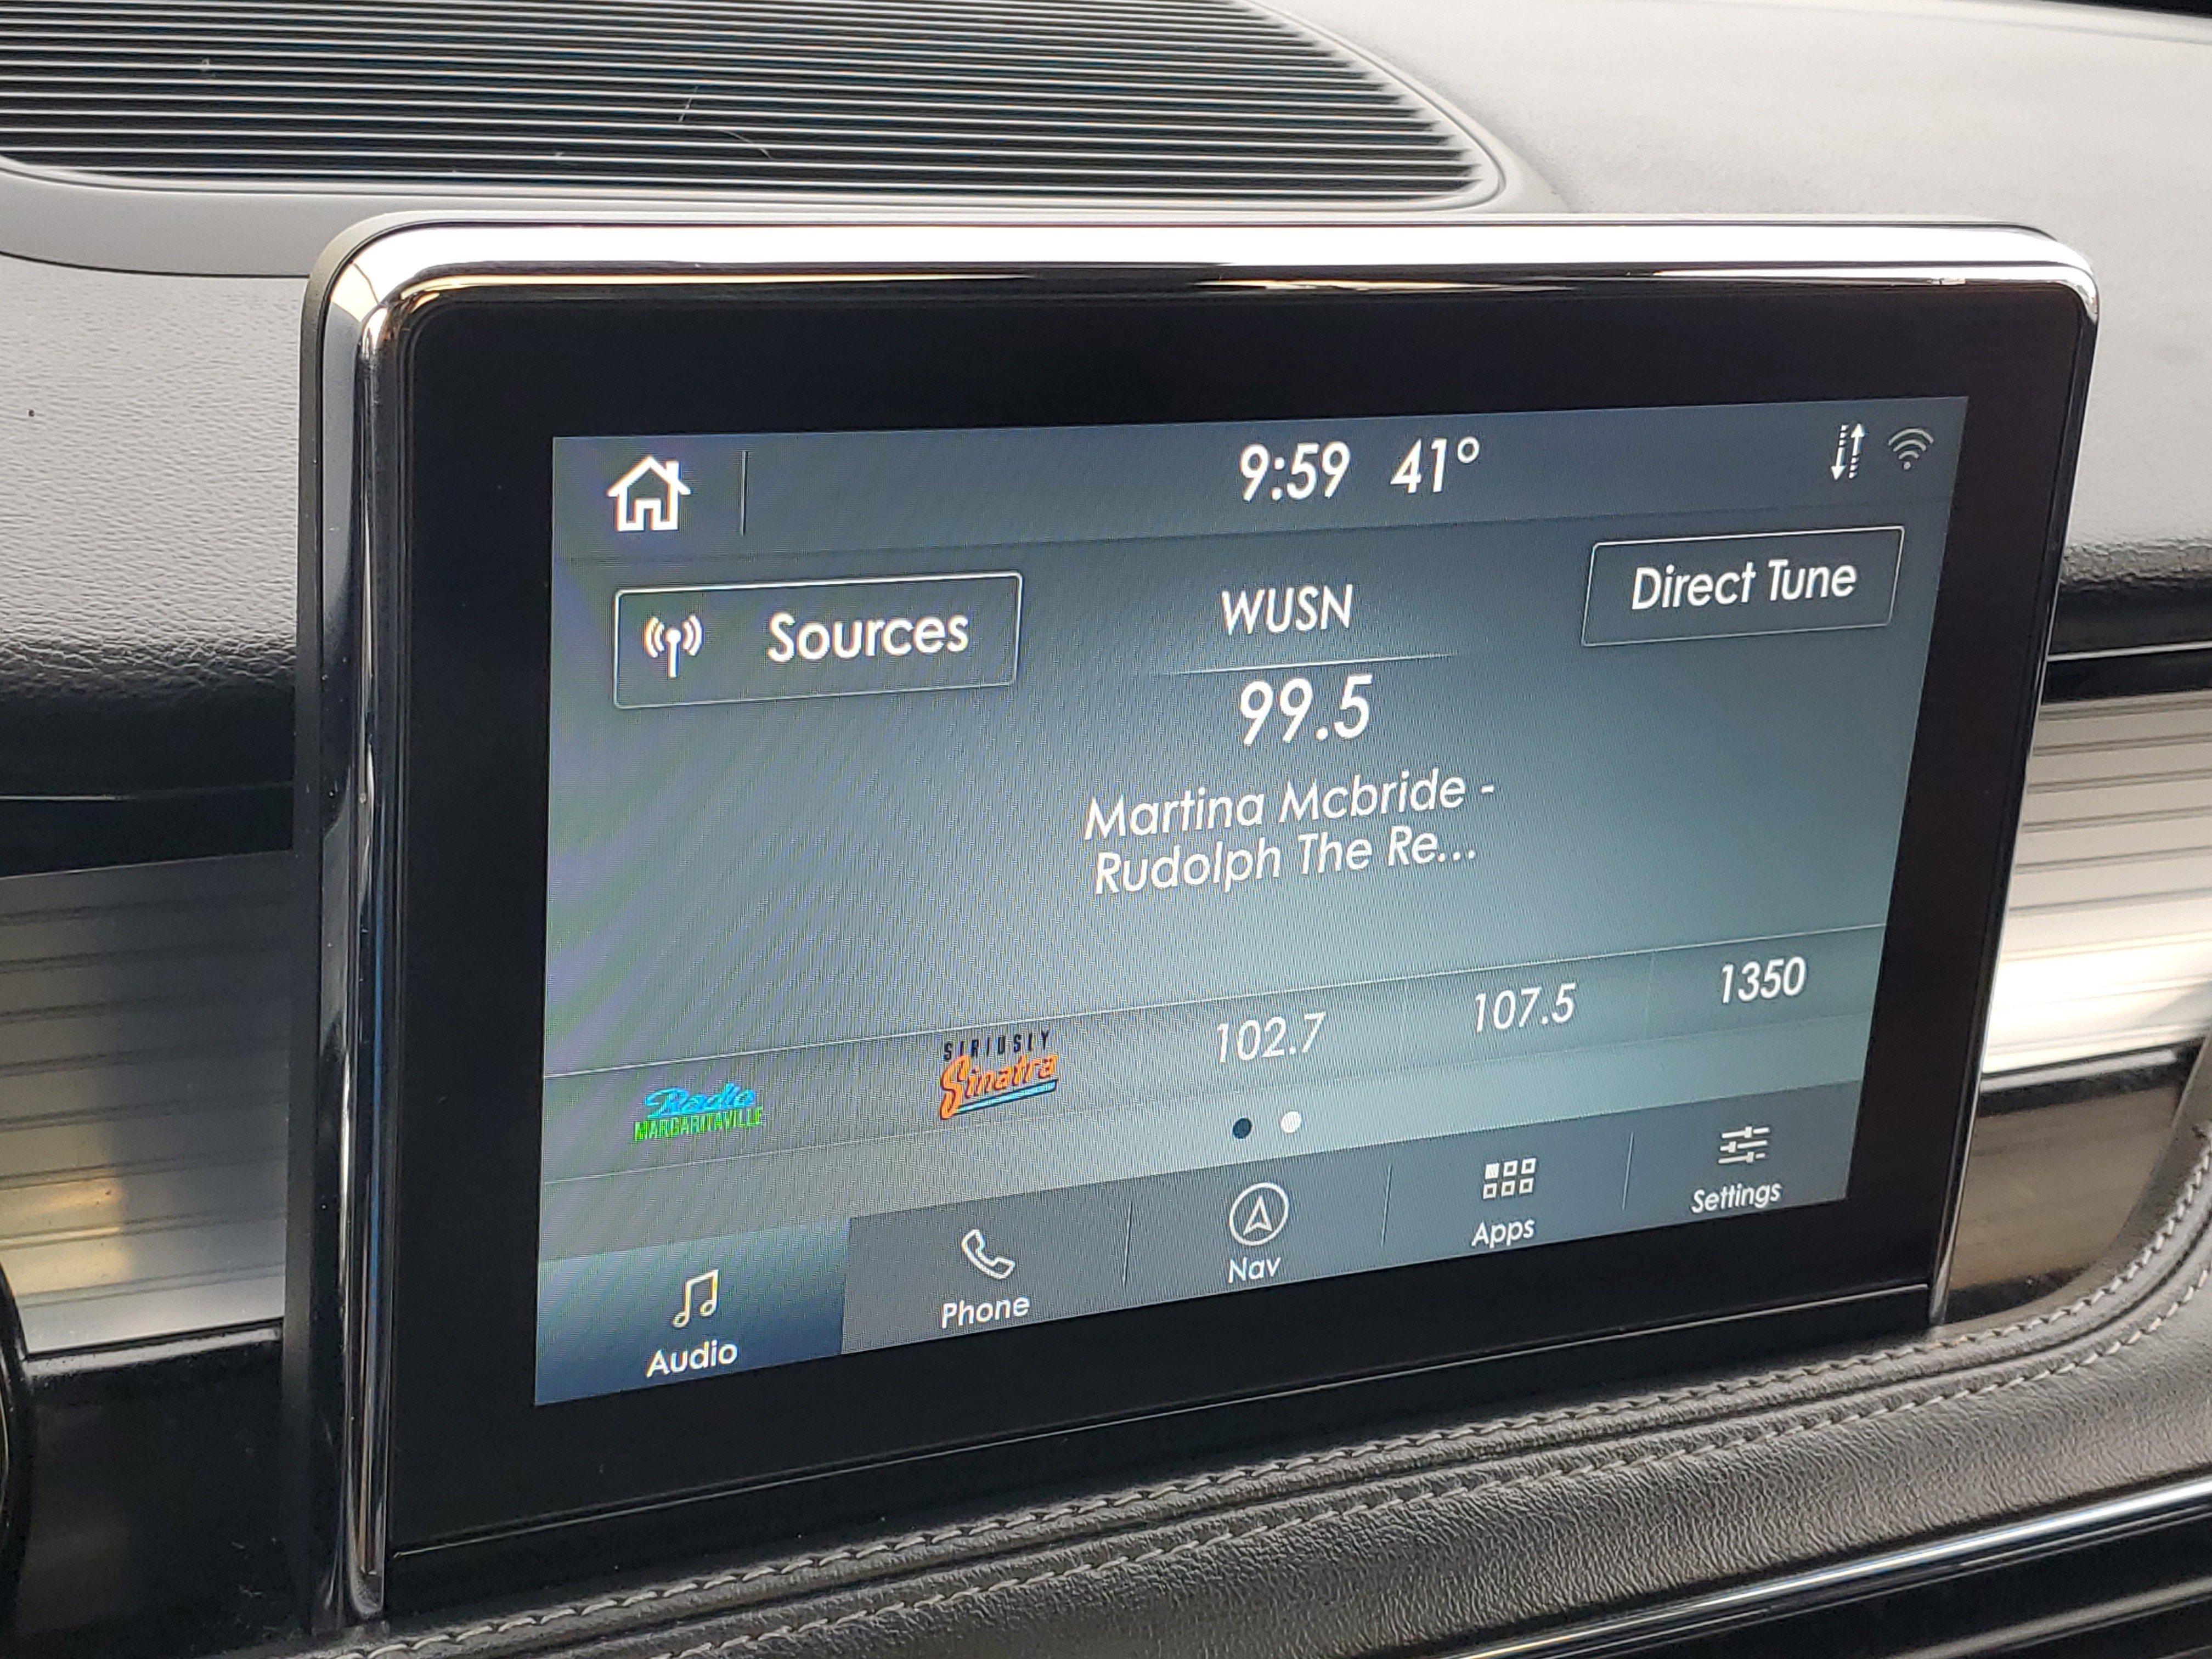 9:59 41°
Sources
WUSN
Direct Tune
99.5
Martina Mcbride -
Rudolph The Re...
Radio
MARGARITAVILLE
SIRIUSLY
Sinatra
102.7
107.5
1350
Audio
Phone
Nav
Apps
Settings